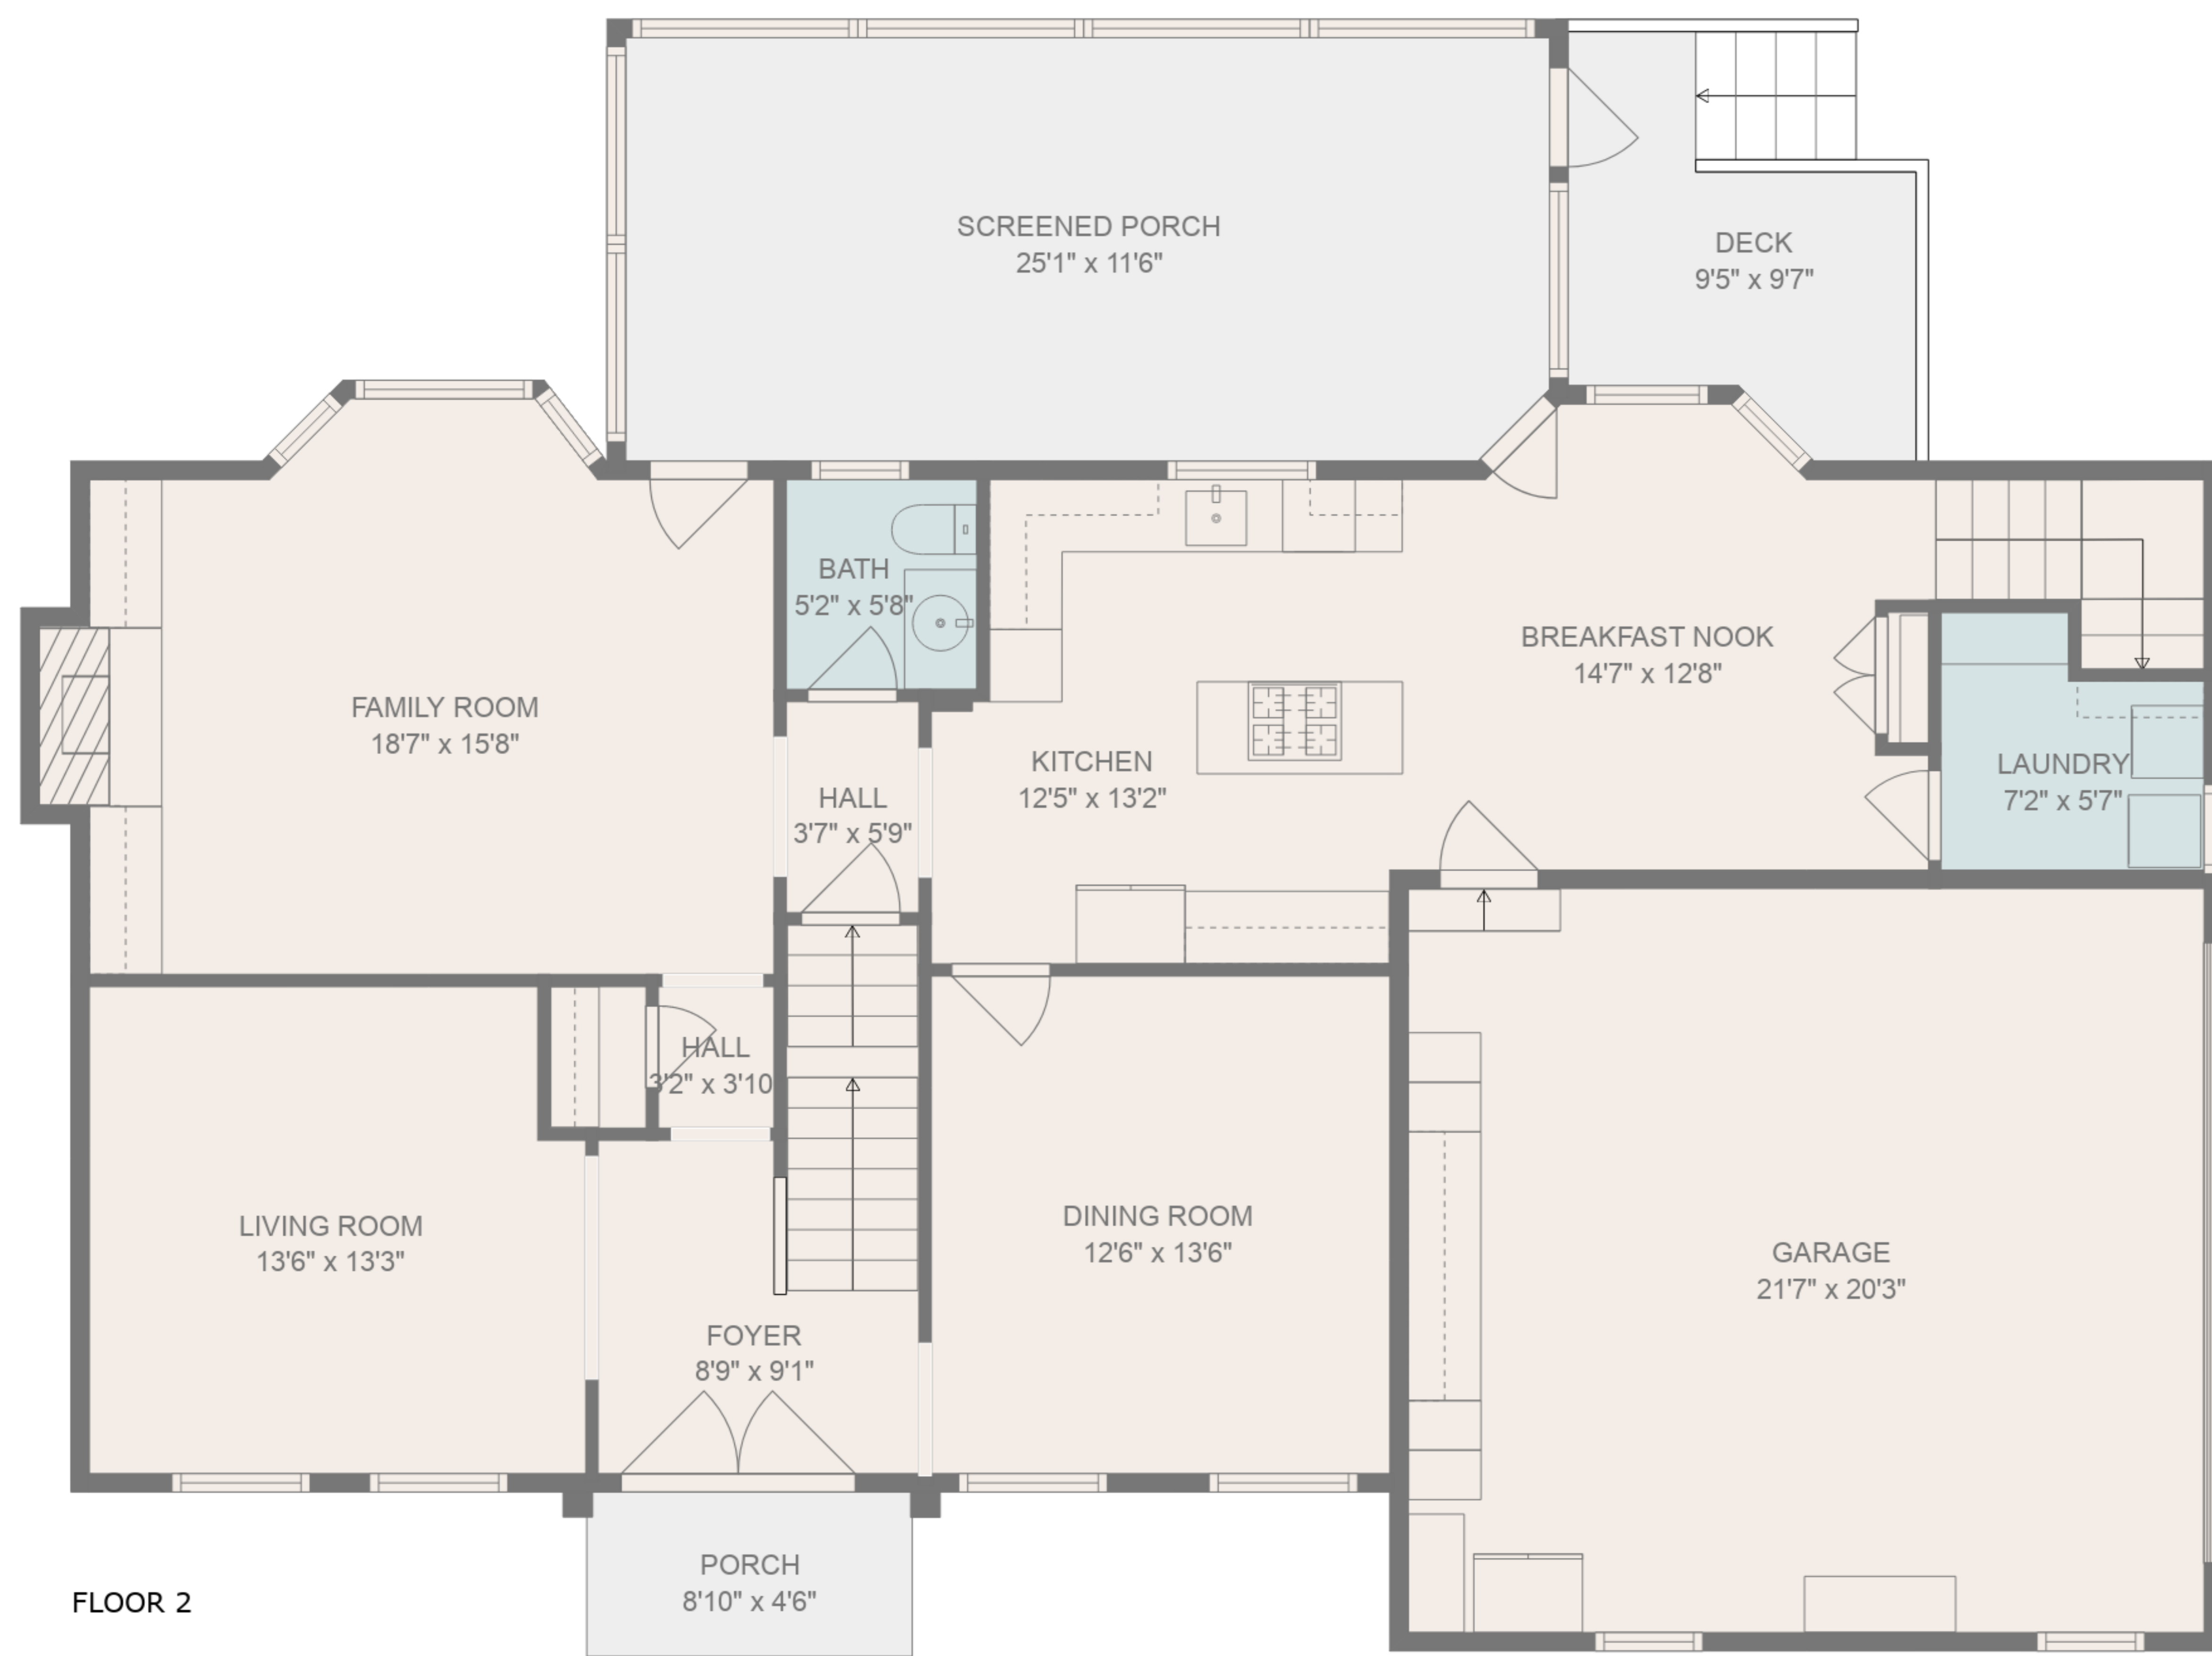 SCREENED PORCH
25'1" x 11'6"
DECK
9'5" x 9'7"
BATH
5'2" x 5'8"
FAMILY ROOM
18'7" x 15'8"
BREAKFAST NOOK
14'7" x 12'8"
KITCHEN
12'5" x 13'2"
LAUNDRY
7'2" x 5'7"
HALL
3'7" x 5'9"
HALL
3'2" x 3'10
LIVING ROOM
13'6" x 13'3"
DINING ROOM
12'6" x 13'6"
GARAGE
21'7" x 20'3"
FOYER
8'9" x 9'1"
PORCH
8'10" x 4'6"
FLOOR 2